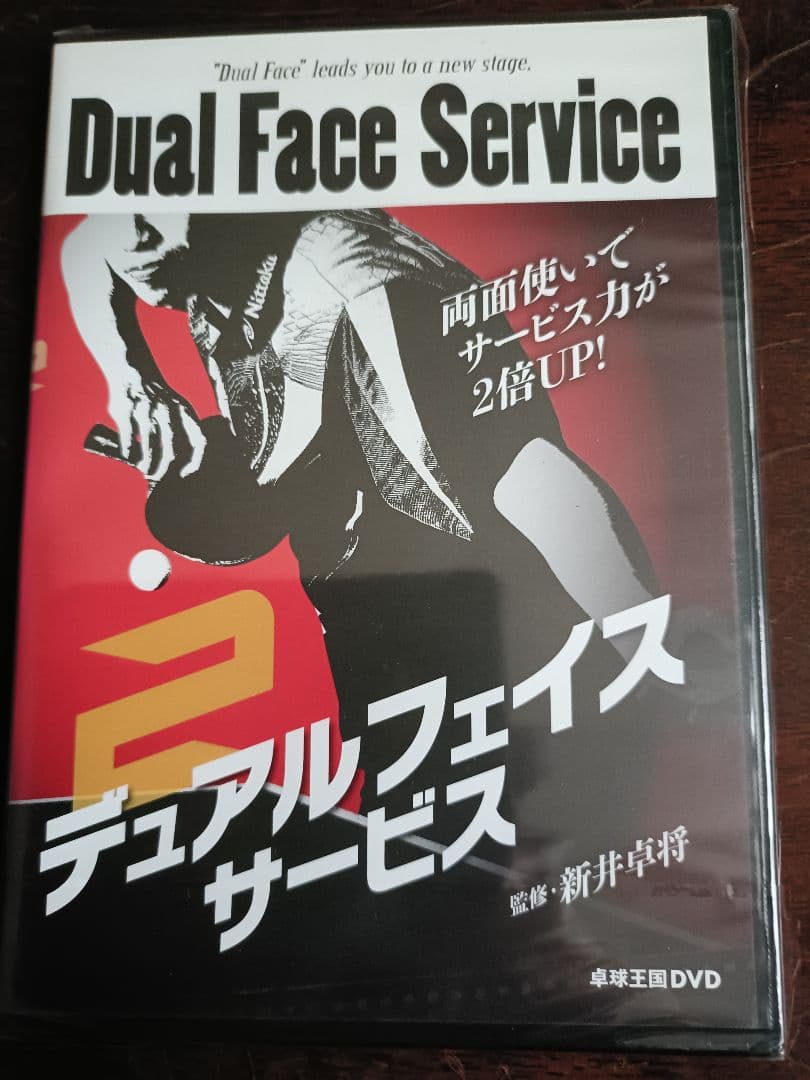 "Dual Face" leads you to a new stage.
Dual Face Service
Nittaku
両面使いで
サービス力が
2倍UP!
デュアルフェイス
サービス
監修・新井卓将
卓球王国DVD